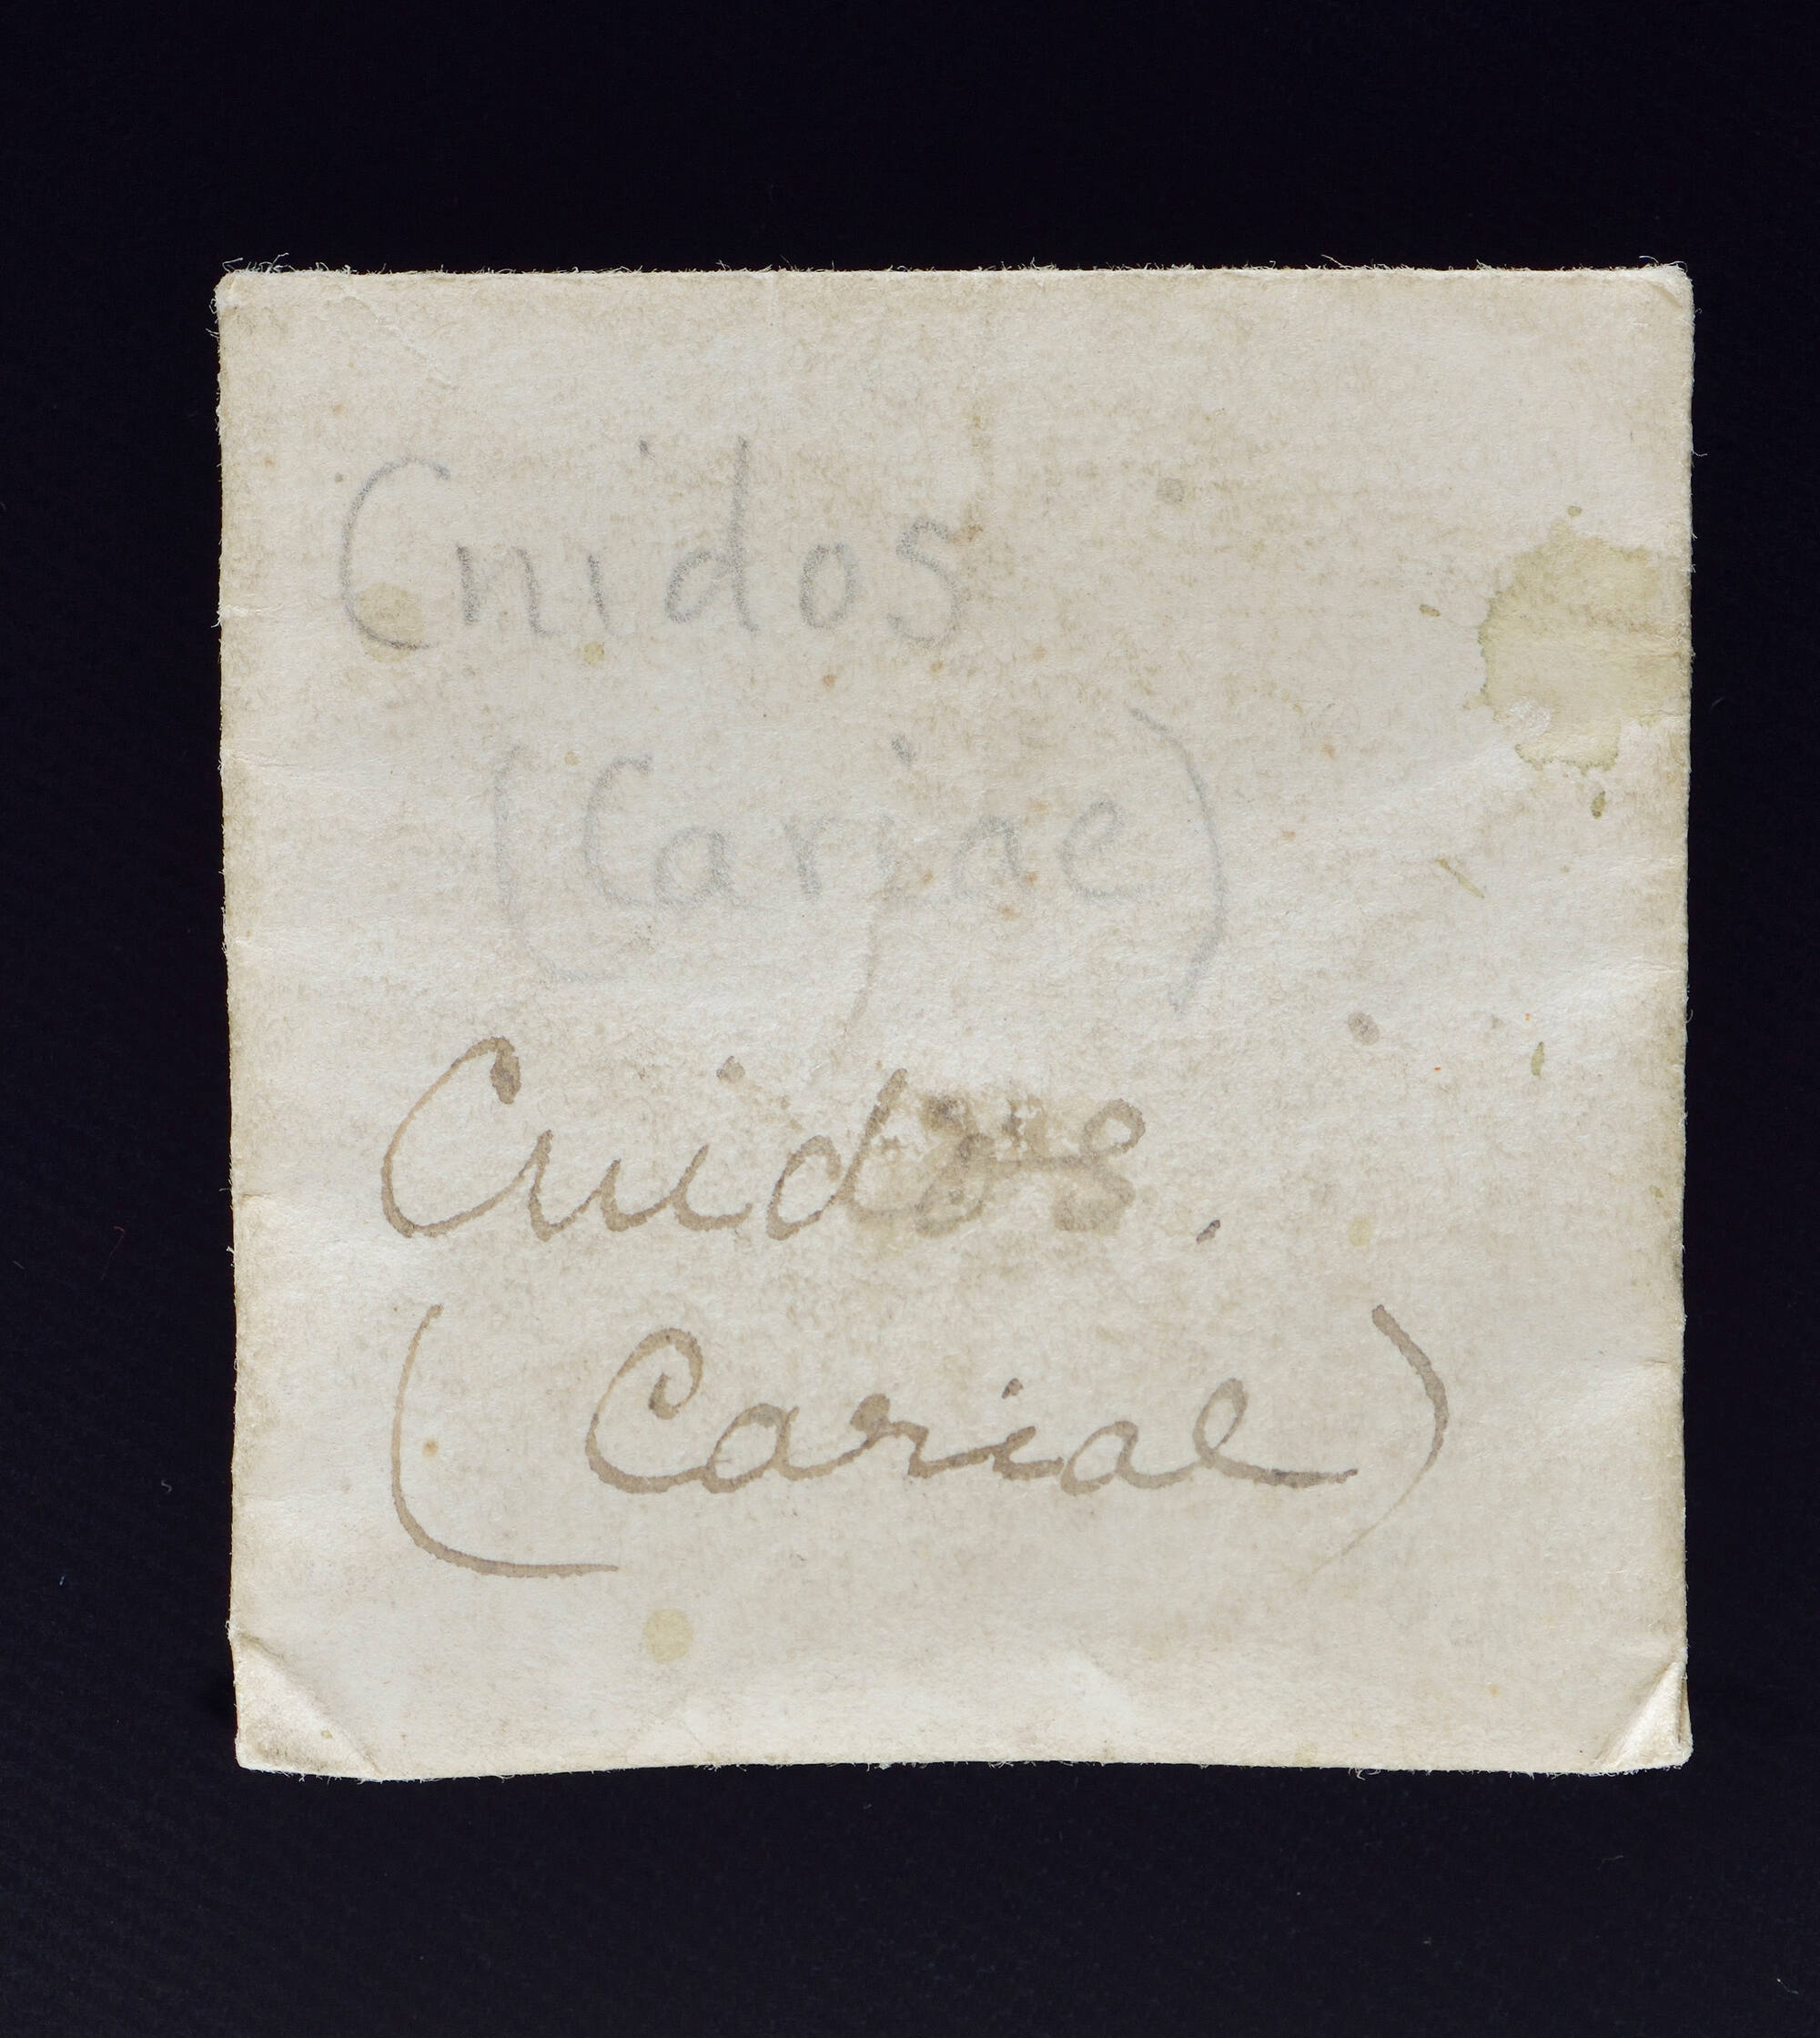 Cnidos
(Cariae)
Cnidos.
(Cariae)